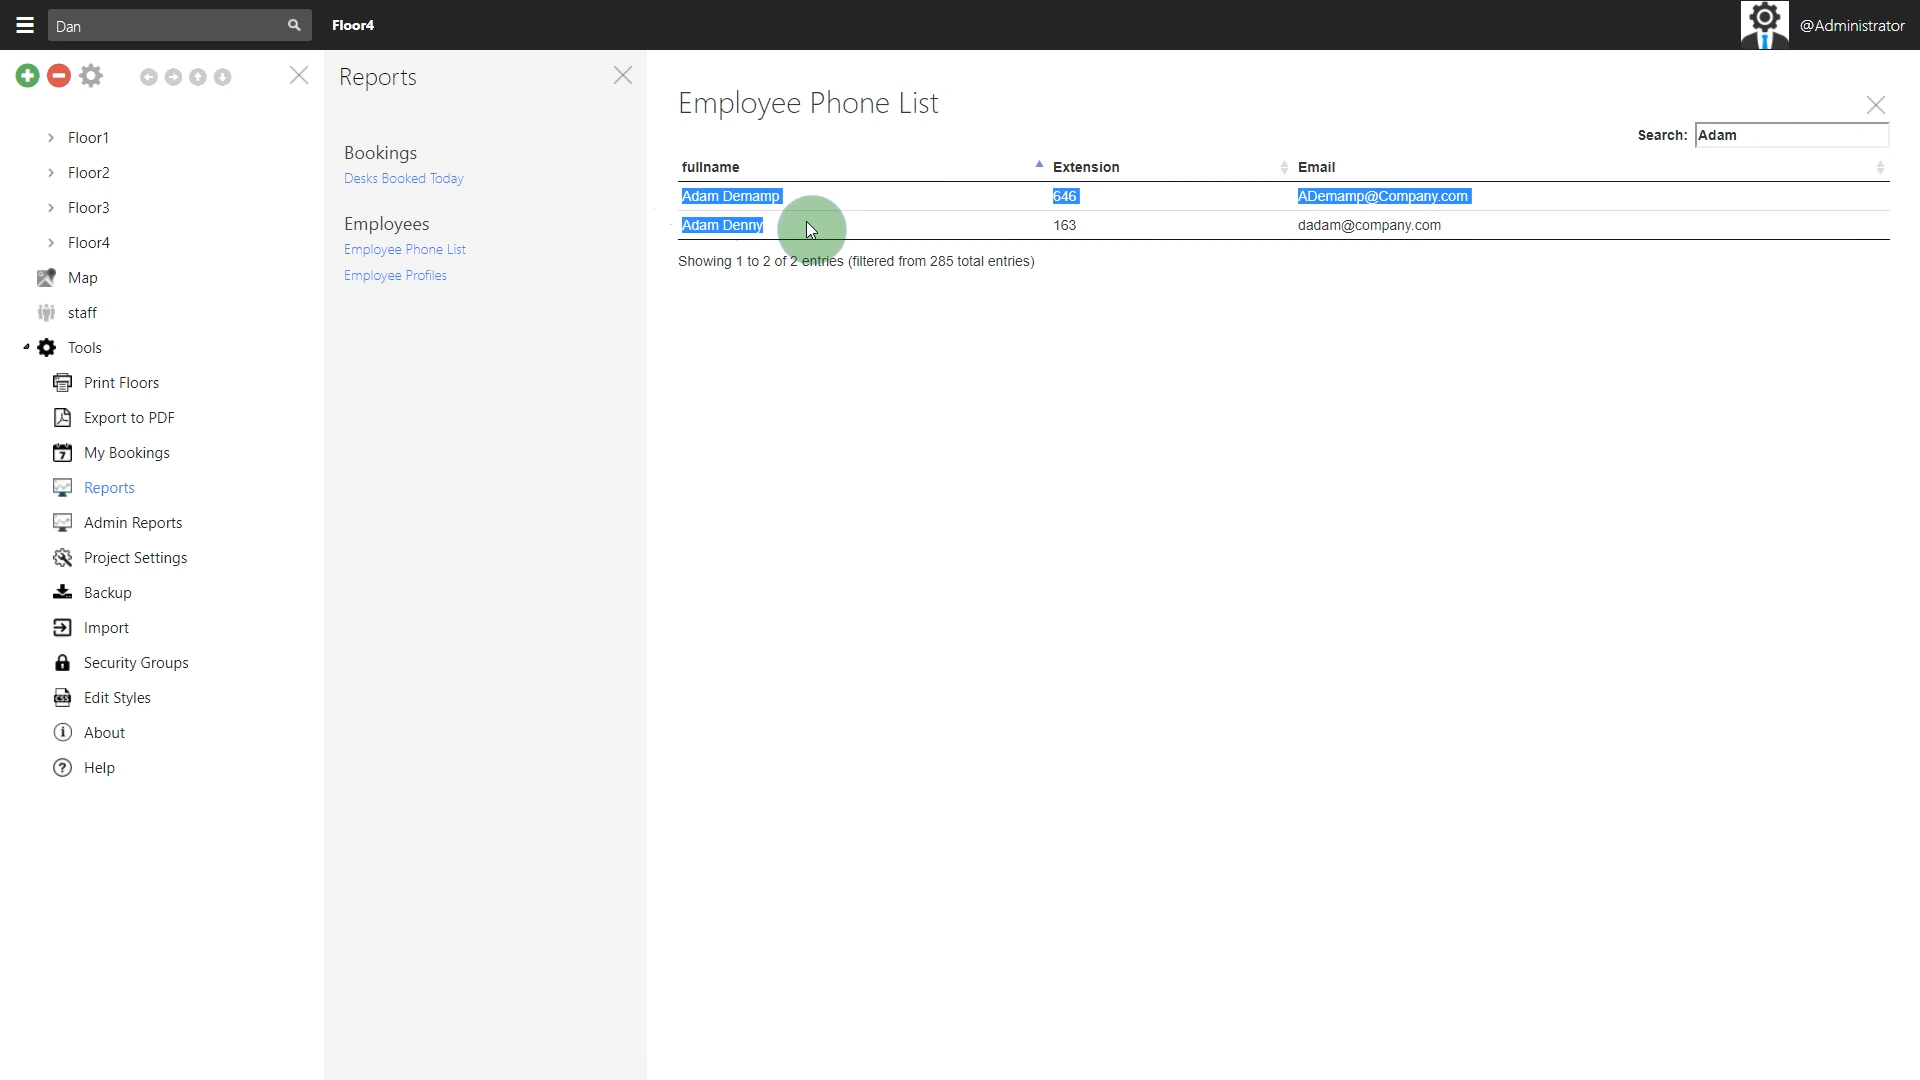 Dan
Floor4
@Administrator
Floor1
Floor2
Floor3
Floor4
Map
staff
Tools
Print Floors
Export to PDF
7
My Bookings
Reports
Admin Reports
Project Settings
Backup
Import
Security Groups
CSS
Edit Styles
About
Help
Reports
Bookings
Desks Booked Today
Employees
Employee Phone List
Employee Profiles
Employee Phone List
Search: Adam
fullname Extension Email
Adam Demamp 646 ADemamp@Company.com
Adam Denny 163 dadam@company.com
Showing 1 to 2 of 2 entries (filtered from 285 total entries)